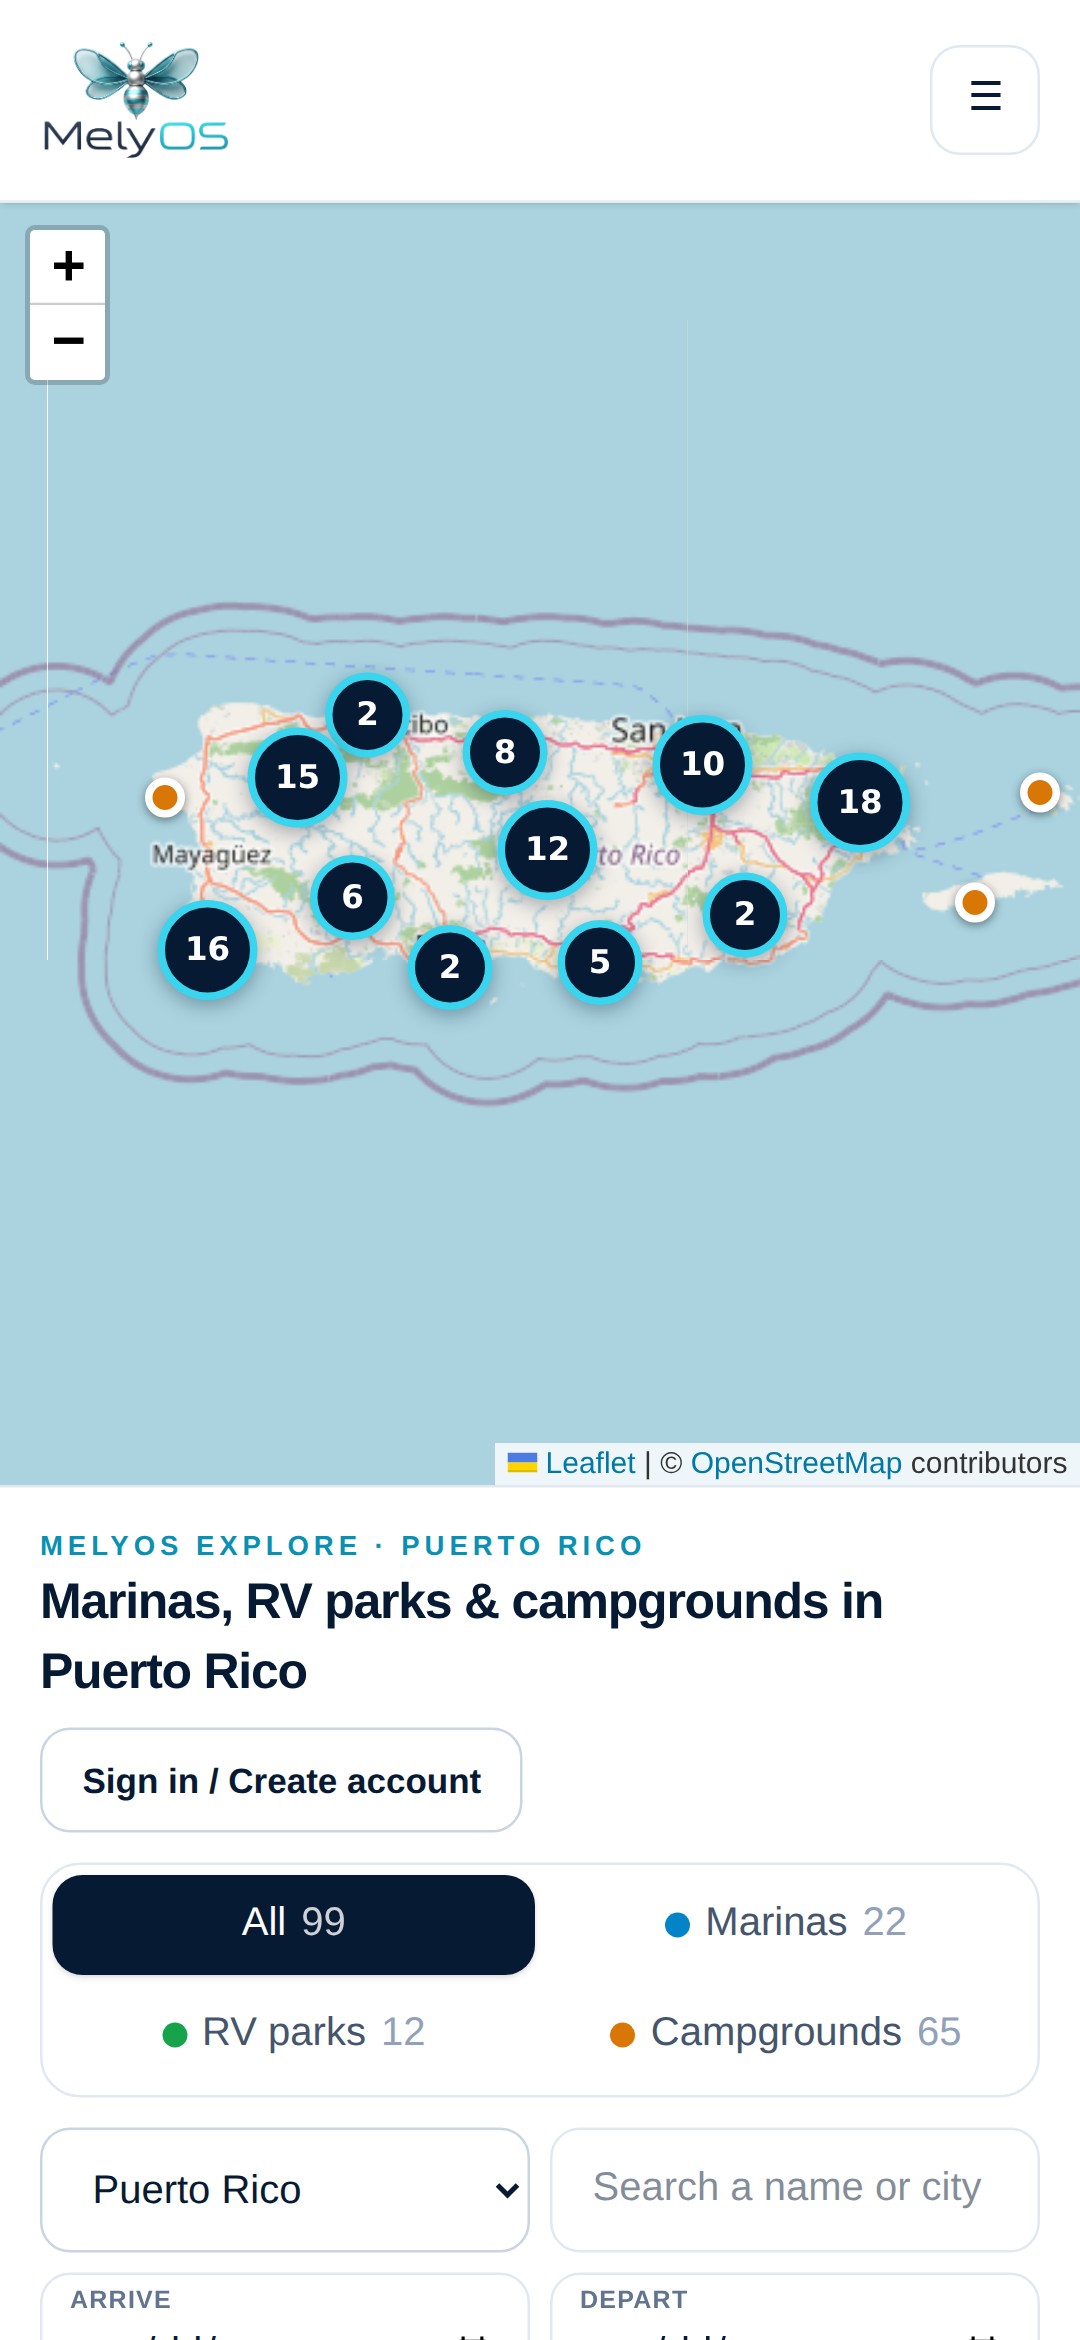 MelyOS
☰
+
−
2
ibo
8
San
10
15
18
12
to Rico
Mayagüez
6
2
16
2
5
Leaflet | © OpenStreetMap contributors
MELYOS EXPLORE · PUERTO RICO
Marinas, RV parks & campgrounds in
Puerto Rico
Sign in / Create account
All 99
Marinas 22
RV parks 12
Campgrounds 65
Puerto Rico
Search a name or city
ARRIVE
DEPART